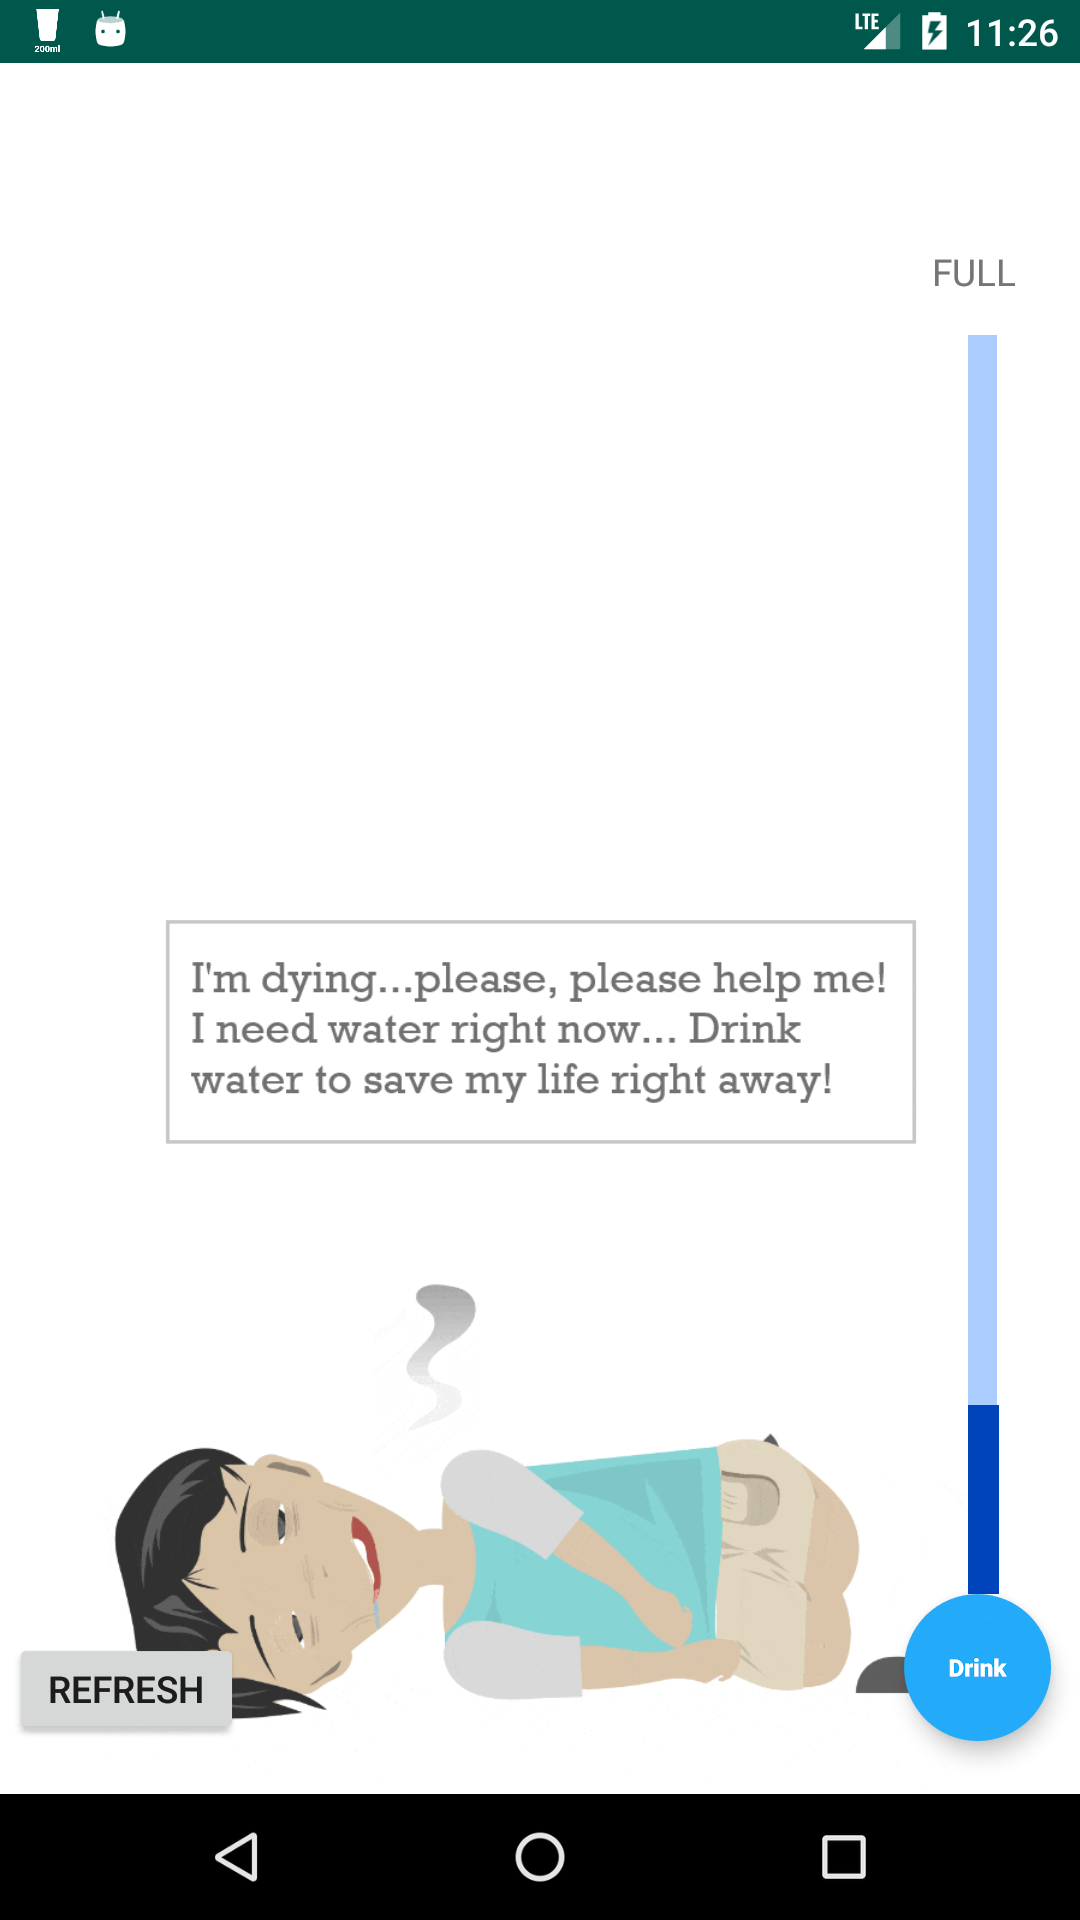 200ml
LTE
11:26
FULL
I'm dying...please, please help me!
I need water right now... Drink
water to save my life right away!
REFRESH
Drink